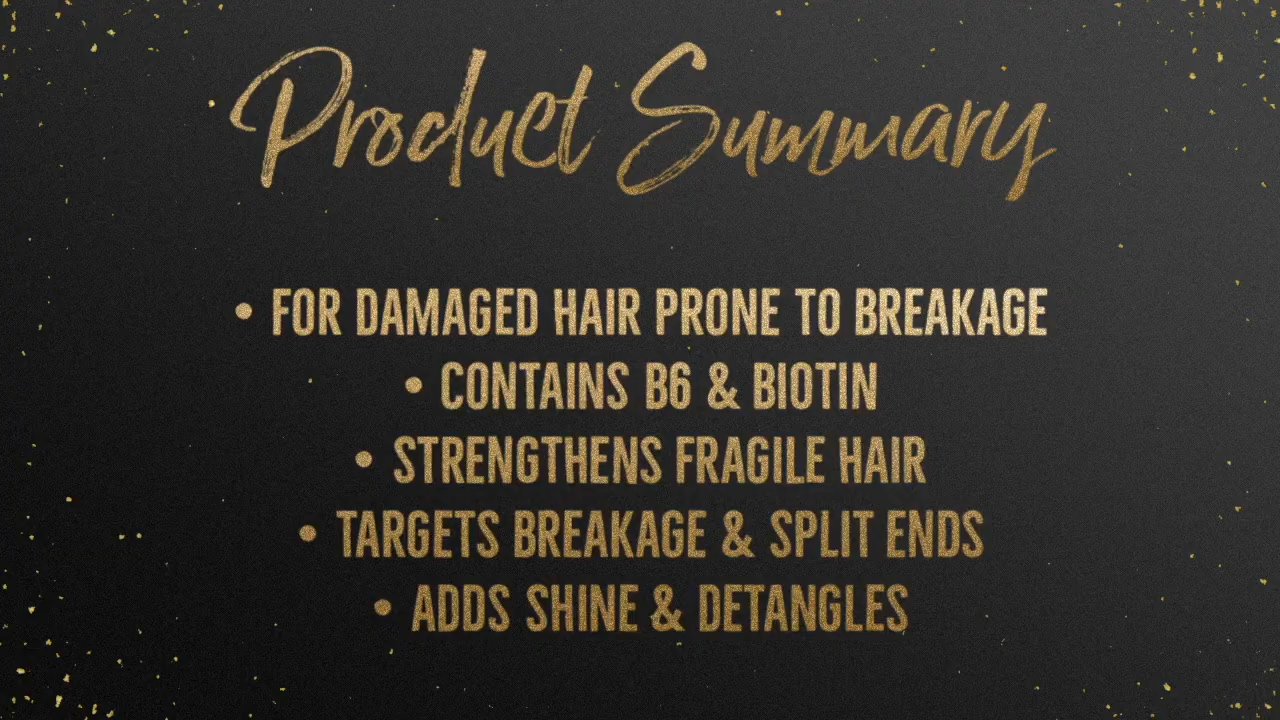 Product Summary
• FOR DAMAGED HAIR PRONE TO BREAKAGE
• CONTAINS B6 & BIOTIN
• STRENGTHENS FRAGILE HAIR
• TARGETS BREAKAGE & SPLIT ENDS
• ADDS SHINE & DETANGLES